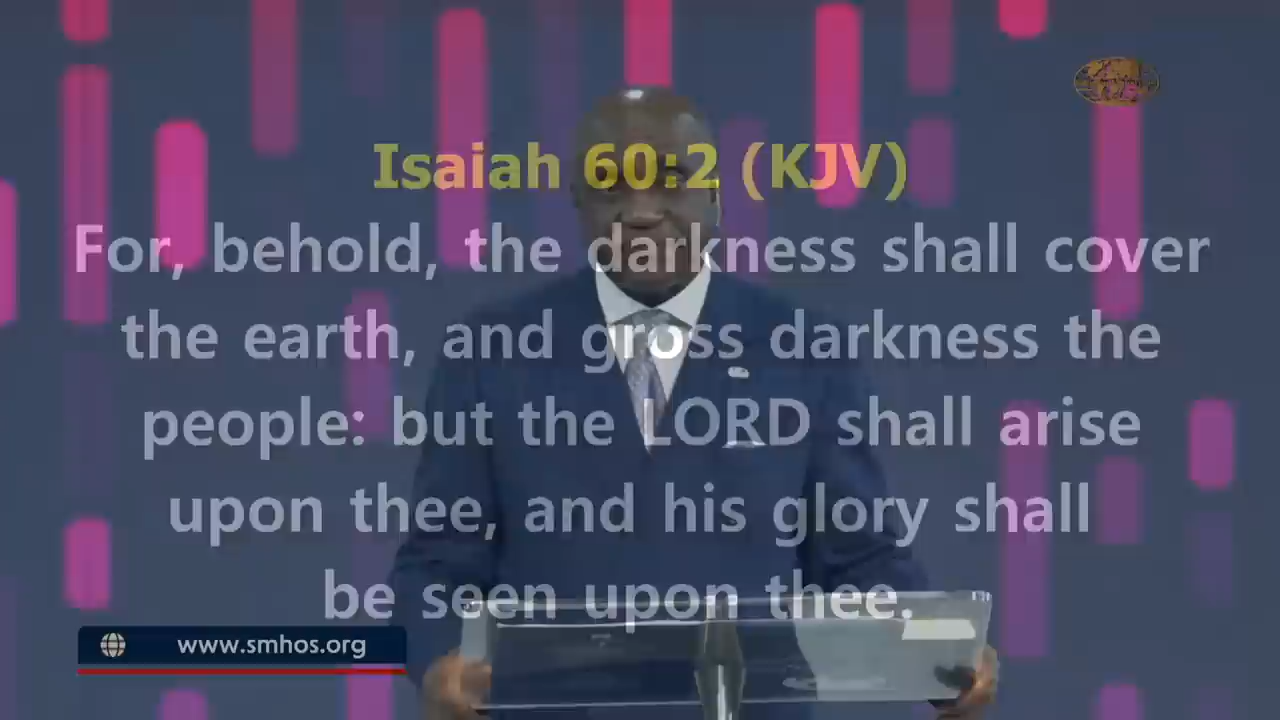 Isaiah 60:2 (KJV)
For, behold, the darkness shall cover
the earth, and gross darkness the
people: but the LORD shall arise
upon thee, and his glory shall
be seen upon thee.
www.smhos.org